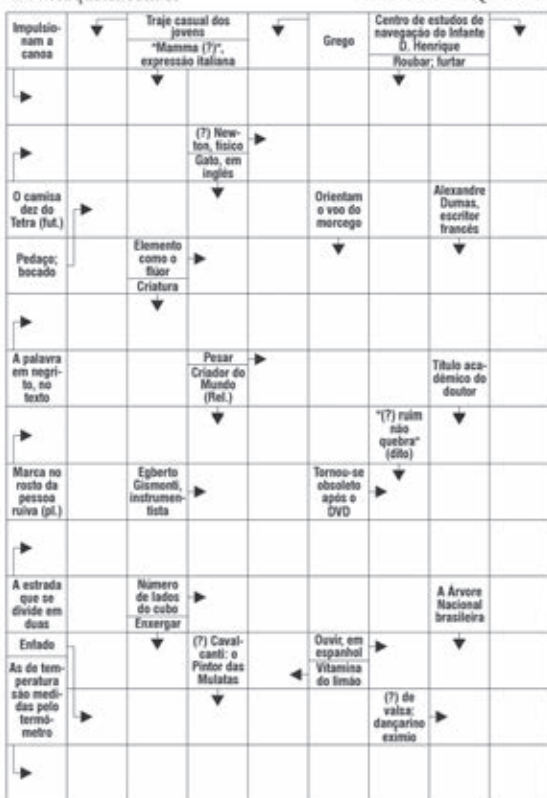 Impulsio-
nam a
canoa
Traje casual dos
jovens
"Mamma (?)",
expressão italiana
Grego
Centro de estudos de
navegação do Infante
D. Henrique
Roubar; furtar
(?) New-
ton, físico
Gato, em
inglês
O camisa
dez do
Tetra (fut.)
Orientam
o voo do
morcego
Alexandre
Dumas,
escritor
francês
Pedaço;
bocado
Elemento
como o
flúor
Criatura
A palavra
em negri-
to, no
texto
Pesar
Criador do
Mundo
(Rel.)
Título aca-
dêmico do
doutor
"(?) ruim
não
quebra"
(dito)
Marca no
rosto da
pessoa
ruiva (pl.)
Egberto
Gismonti,
instrumen-
tista
Tornou-se
obsoleto
após o
DVD
A estrada
que se
divide em
duas
Número
de lados
do cubo
Enxergar
A Árvore
Nacional
brasileira
Enfado
As de tem-
peratura
são medi-
das pelo
termô-
metro
(?) Caval-
canti: o
Pintor das
Mulatas
Ouvir, em
espanhol
Vitamina
do limão
(?) de
valsa:
dançarino
exímio